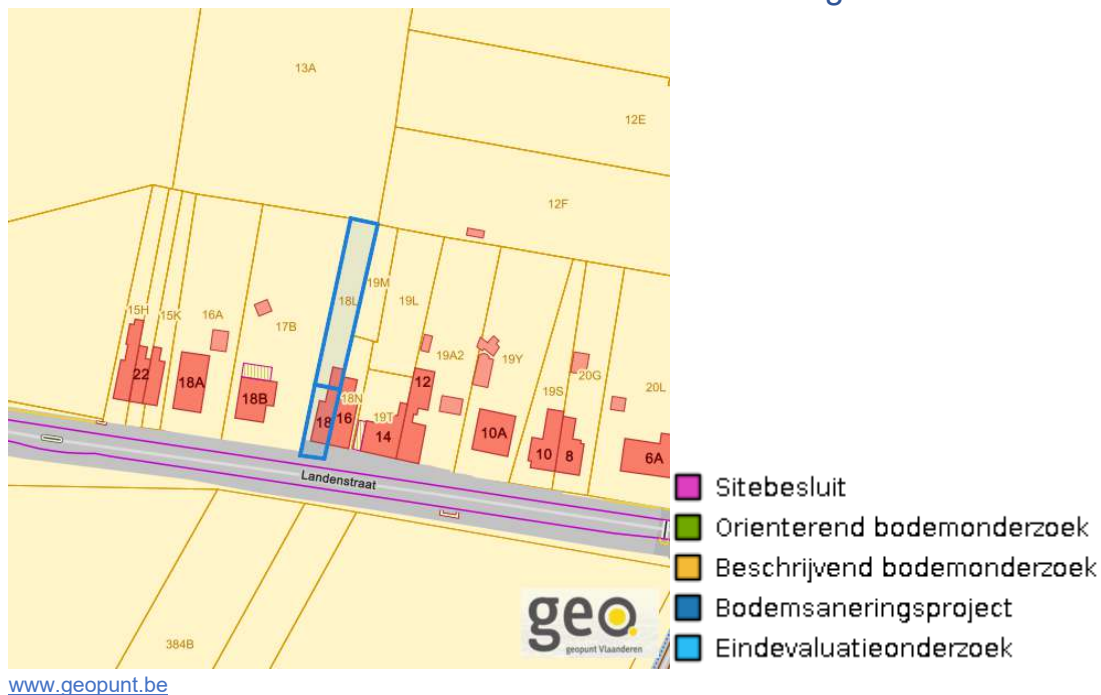 13A
12E
12F
19M
18L
19L
15H
15K
16A
17B
19A2
19Y
20G
19S
20L
22
18A
18B
12
18N
18
16
19T
14
10A
10
8
6A
Landenstraat
384B
geo
geopunt Vlaanderen
Sitebesluit
Orienterend bodemonderzoek
Beschrijvend bodemonderzoek
Bodemsaneringsproject
Eindevaluatieonderzoek
www.geopunt.be